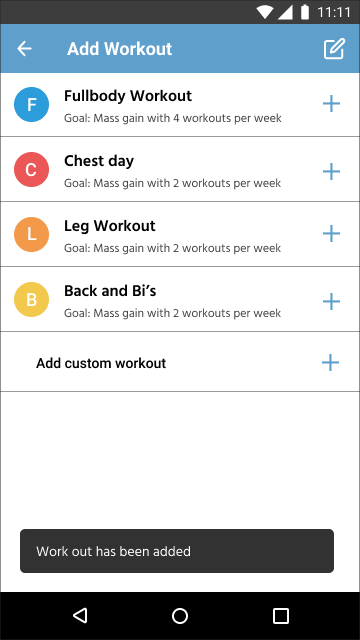 11:11
Add Workout
F
Fullbody Workout
Goal: Mass gain with 4 workouts per week
C
Chest day
Goal: Mass gain with 2 workouts per week
L
Leg Workout
Goal: Mass gain with 2 workouts per week
B
Back and Bi’s
Goal: Mass gain with 2 workouts per week
Add custom workout
Work out has been added